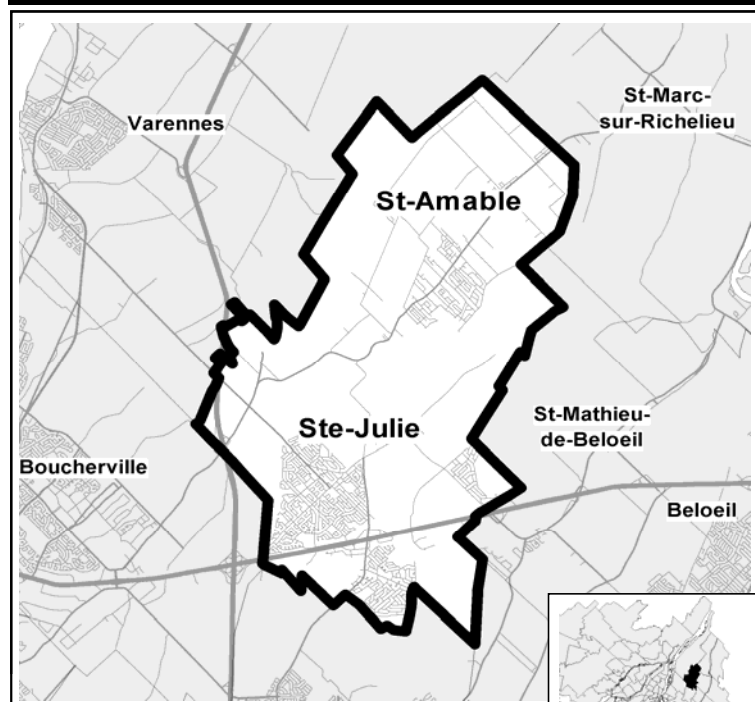 St-Marc-
sur-Richelieu
Varennes
St-Amable
St-Mathieu-
de-Beloeil
Ste-Julie
Boucherville
Beloeil